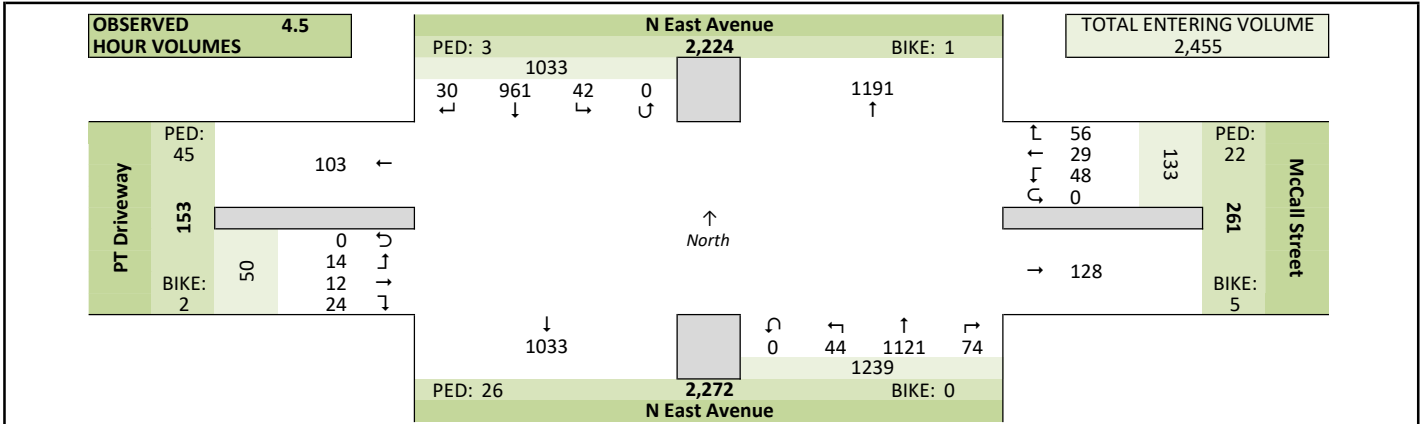 OBSERVED 4.5
HOUR VOLUMES
N East Avenue
TOTAL ENTERING VOLUME
2,455
PED: 3 2,224 BIKE: 1
1033
30 961 42 0
↵ ↓ ↳ ↺
1191
↑
PT Driveway
PED:
45
153
BIKE:
2
103 ←
50
0 ↺
14 ↰
12 →
24 ↴
↑
North
↑ 56
← 29
↓ 48
↺ 0
133
PED:
22
261
BIKE:
5
McCall Street
→ 128
↓
1033
↺ ↰ ↑ ↱
0 44 1121 74
1239
PED: 26 2,272 BIKE: 0
N East Avenue